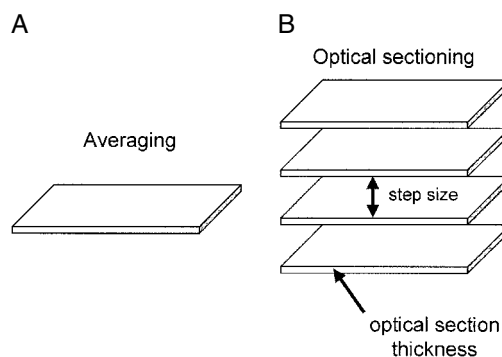 A
Averaging
B
Optical sectioning
step size
optical section
thickness